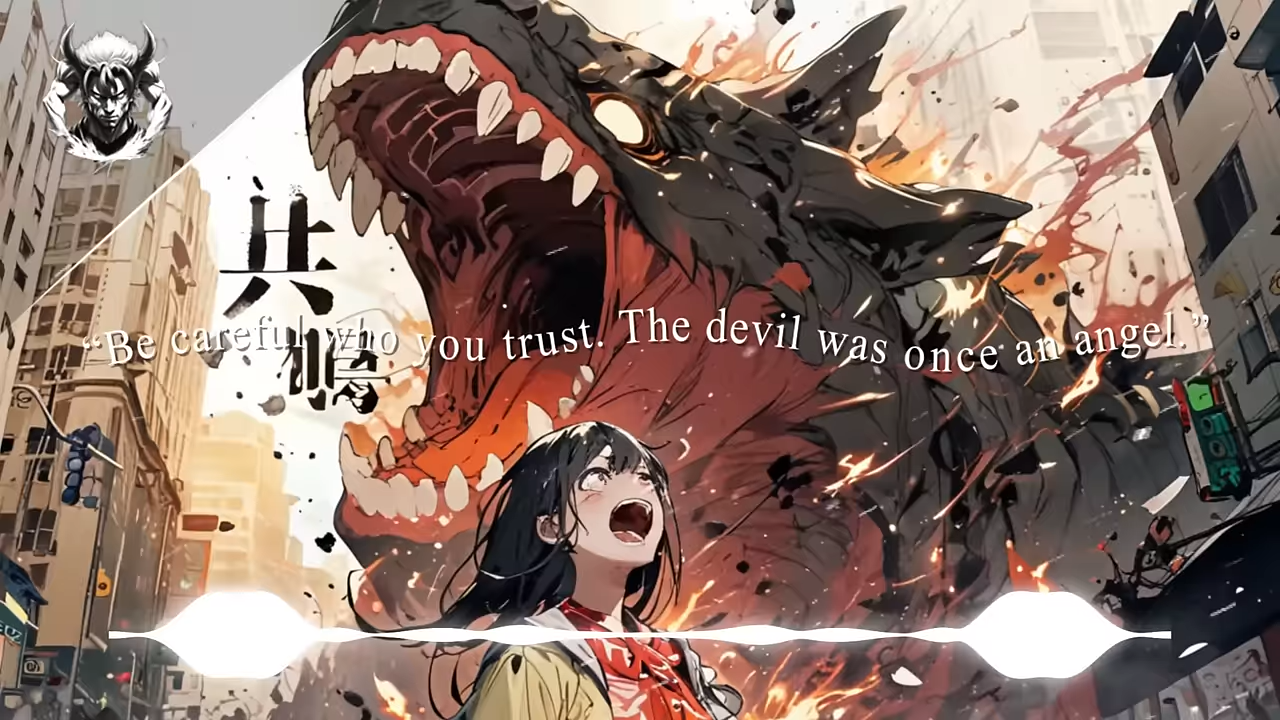 共鳴
“Be careful who you trust. The devil was once an angel.”